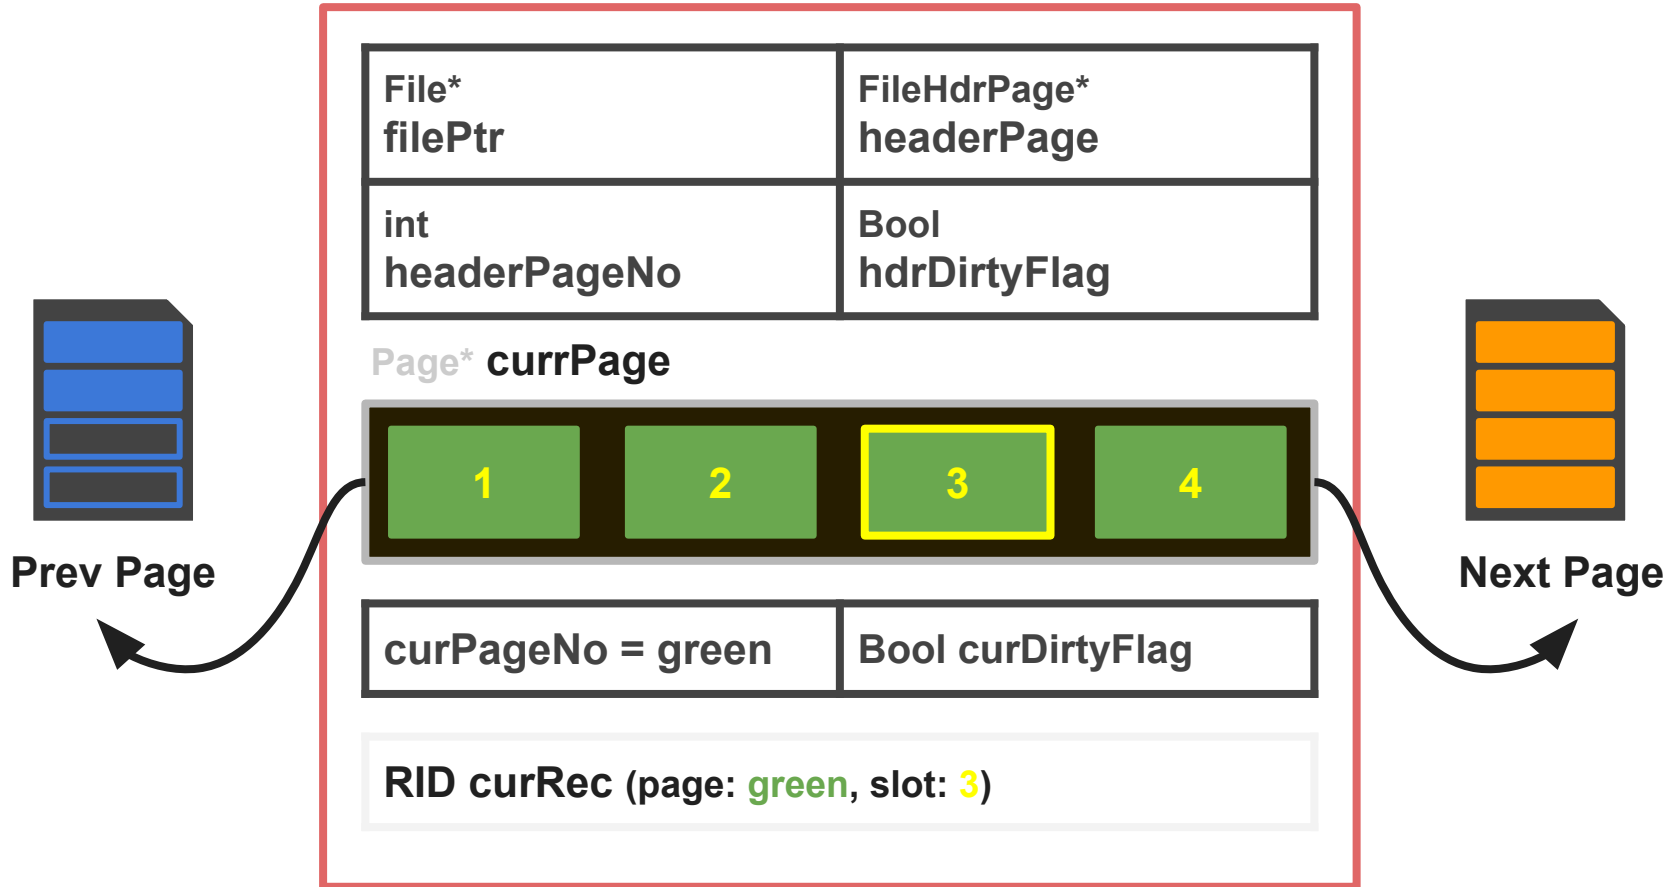 File*
filePtr
FileHdrPage*
headerPage
int
headerPageNo
Bool
hdrDirtyFlag
Page* currPage
1
2
3
4
Prev Page
Next Page
curPageNo = green
Bool curDirtyFlag
RID curRec (page: green, slot: 3)